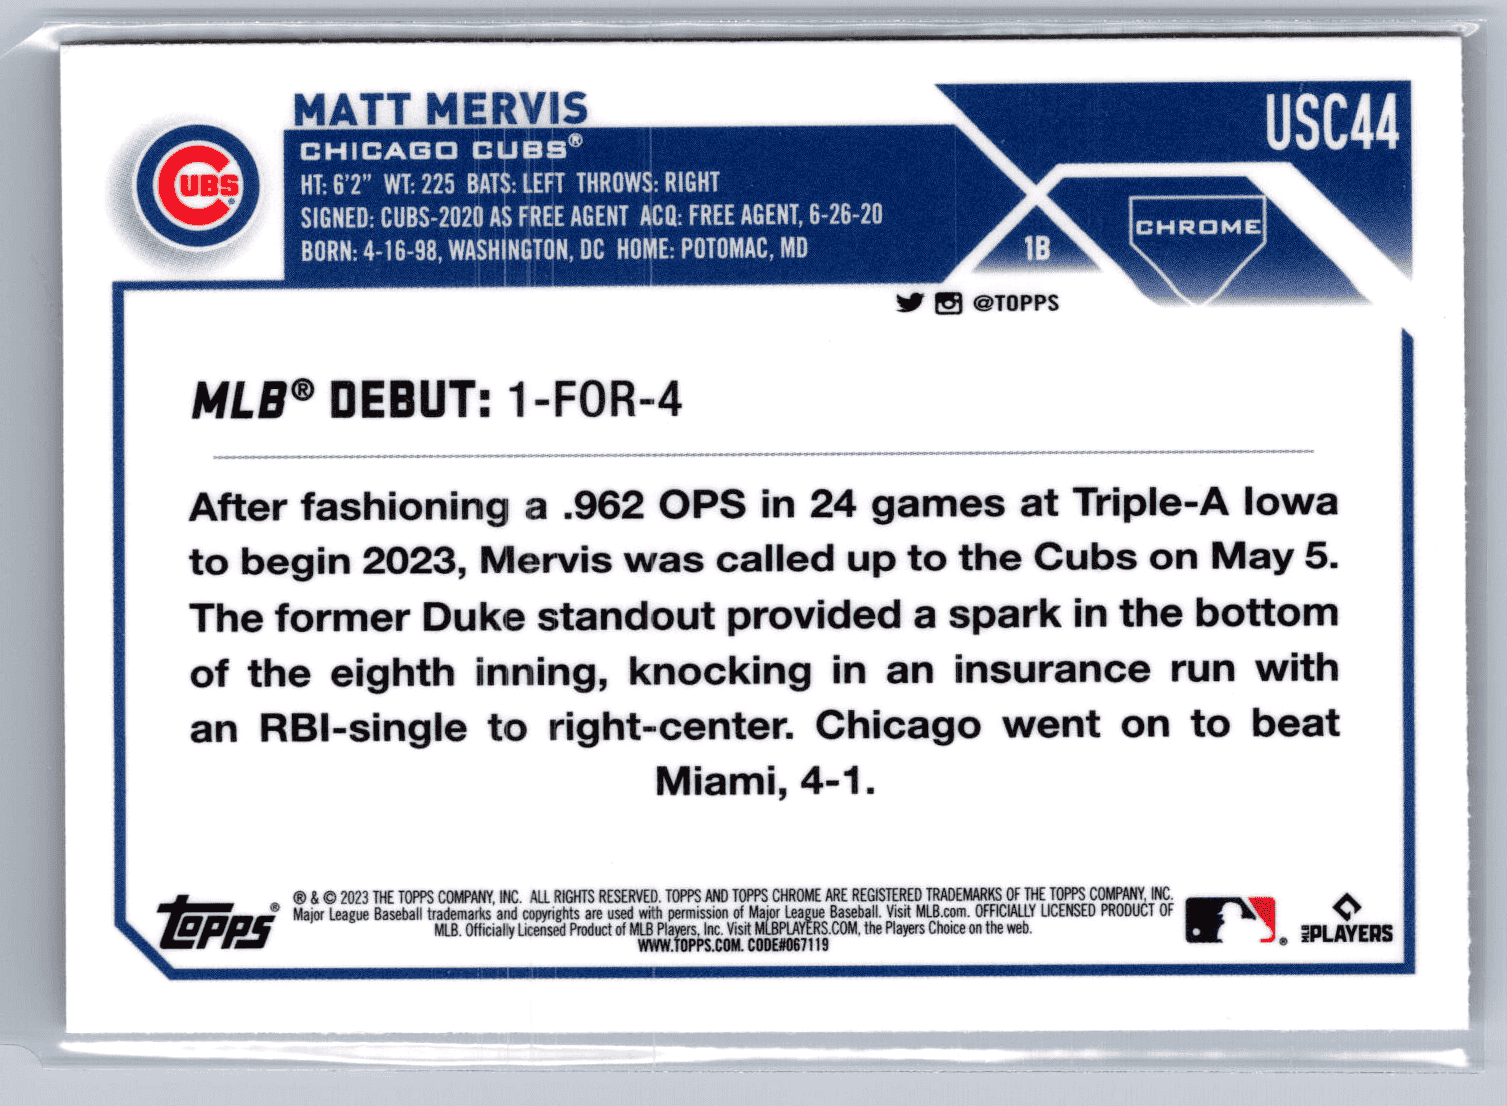 MATT MERVIS
USC44
CHICAGO CUBS®
HT: 6'2" WT: 225 BATS: LEFT THROWS: RIGHT
SIGNED: CUBS-2020 AS FREE AGENT ACQ: FREE AGENT, 6-26-20
BORN: 4-16-98, WASHINGTON, DC HOME: POTOMAC, MD
CUBS®
1B
CHROME
@TOPPS
MLB® DEBUT: 1-FOR-4
After fashioning a .962 OPS in 24 games at Triple-A Iowa
to begin 2023, Mervis was called up to the Cubs on May 5.
The former Duke standout provided a spark in the bottom
of the eighth inning, knocking in an insurance run with
an RBI-single to right-center. Chicago went on to beat
Miami, 4-1.
TOPPS®
® & © 2023 THE TOPPS COMPANY, INC. ALL RIGHTS RESERVED. TOPPS AND TOPPS CHROME ARE REGISTERED TRADEMARKS OF THE TOPPS COMPANY, INC.
Major League Baseball trademarks and copyrights are used with permission of Major League Baseball. Visit MLB.com. OFFICIALLY LICENSED PRODUCT OF
MLB. Officially Licensed Product of MLB Players, Inc. Visit MLBPLAYERS.COM, the Players Choice on the web.
WWW.TOPPS.COM. CODE#067119
®
MLB PLAYERS